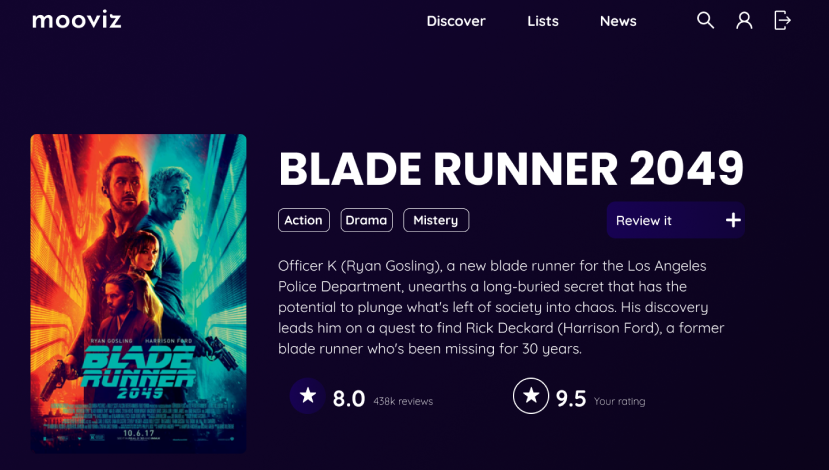 mooviz
Discover Lists News
BLADE RUNNER 2049
Action Drama Mistery
Review it
Officer K (Ryan Gosling), a new blade runner for the Los Angeles
Police Department, unearths a long-buried secret that has the
potential to plunge what's left of society into chaos. His discovery
leads him on a quest to find Rick Deckard (Harrison Ford), a former
blade runner who's been missing for 30 years.
8.0 438k reviews
9.5 Your rating
RYAN GOSLING HARRISON FORD
BLADE
RUNNER
2049
10.6.17